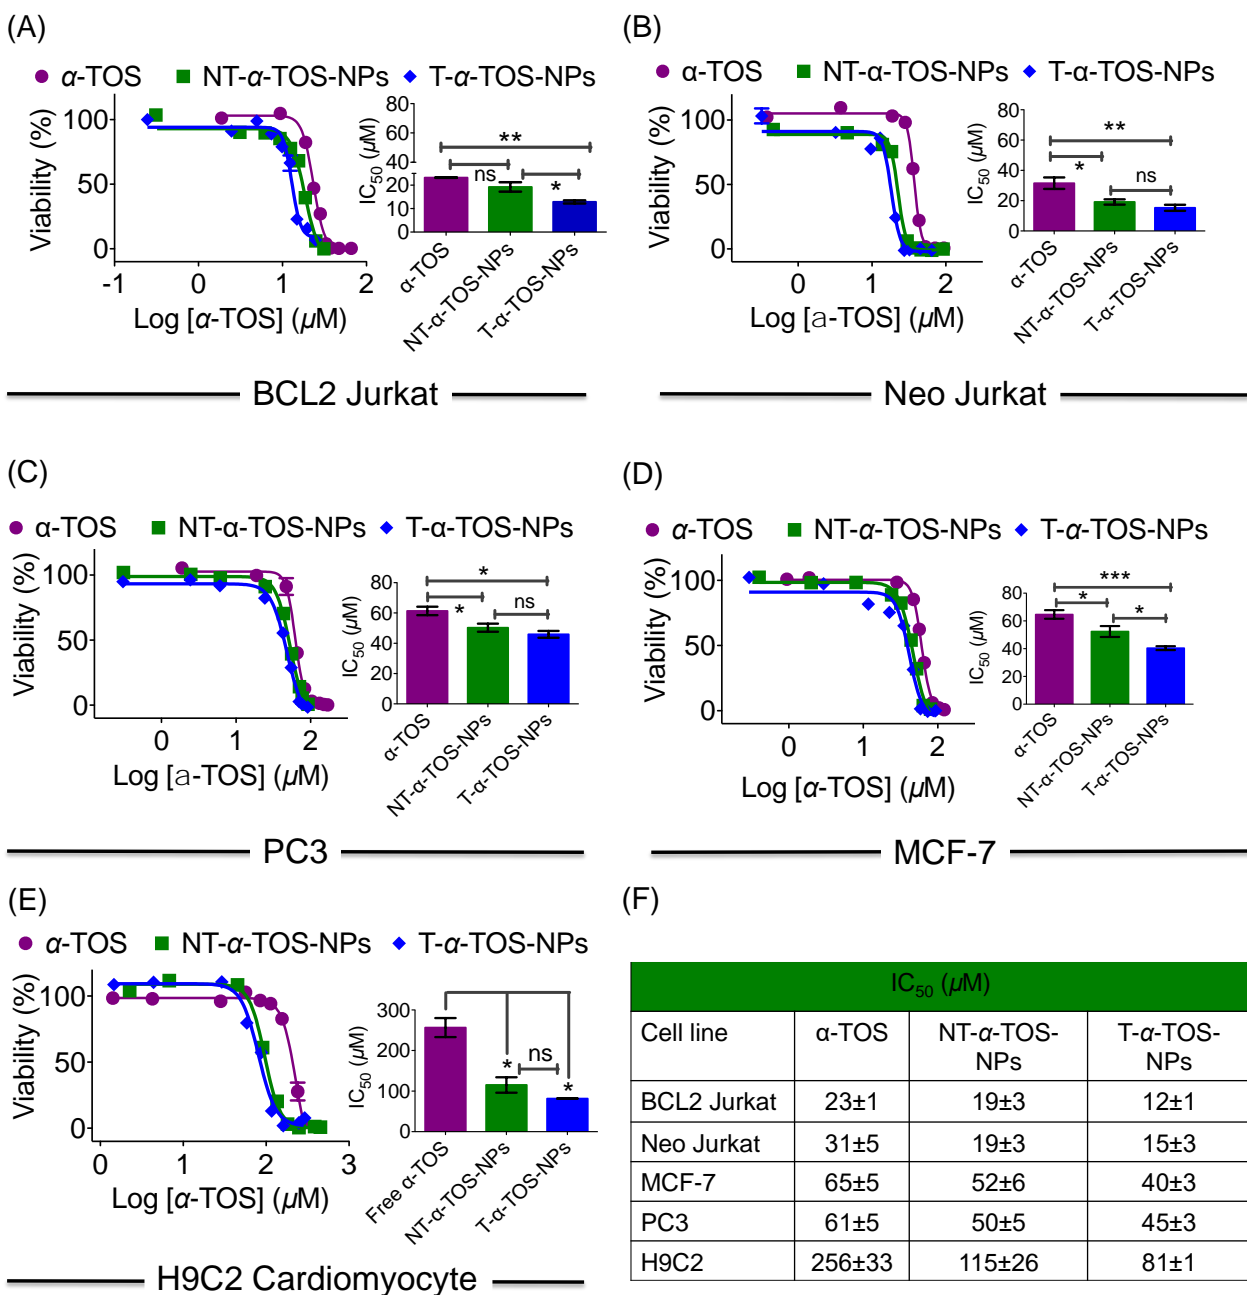 (A)
α-TOS NT-α-TOS-NPs T-α-TOS-NPs
Viability (%)
100
50
0
-1 0 1 2
Log [α-TOS] (µM)
IC50 (µM)
80
60
20
10
0
**
ns
*
α-TOS
NT-α-TOS-NPs
T-α-TOS-NPs
BCL2 Jurkat
(B)
α-TOS NT-α-TOS-NPs T-α-TOS-NPs
Viability (%)
100
50
0
0 1 2
Log [a-TOS] (µM)
IC50 (µM)
80
60
40
20
0
**
*
ns
α-TOS
NT-α-TOS-NPs
T-α-TOS-NPs
Neo Jurkat
(C)
α-TOS NT-α-TOS-NPs T-α-TOS-NPs
Viability (%)
100
50
0
0 1 2
Log [a-TOS] (µM)
IC50 (µM)
80
60
40
20
0
*
*
ns
α-TOS
NT-α-TOS-NPs
T-α-TOS-NPs
PC3
(D)
α-TOS NT-α-TOS-NPs T-α-TOS-NPs
Viability (%)
100
50
0
0 1 2
Log [α-TOS] (µM)
IC50 (µM)
80
60
40
20
0
***
*
*
α-TOS
NT-α-TOS-NPs
T-α-TOS-NPs
MCF-7
(E)
α-TOS NT-α-TOS-NPs T-α-TOS-NPs
Viability (%)
100
50
0
0 1 2 3
Log [α-TOS] (µM)
IC50 (µM)
300
200
100
0
*
ns
*
Free α-TOS
NT-α-TOS-NPs
T-α-TOS-NPs
H9C2 Cardiomyocyte
(F)
IC50 (µM)
Cell line α-TOS NT-α-TOS- T-α-TOS-
NPs NPs
BCL2 Jurkat 23±1 19±3 12±1
Neo Jurkat 31±5 19±3 15±3
MCF-7 65±5 52±6 40±3
PC3 61±5 50±5 45±3
H9C2 256±33 115±26 81±1